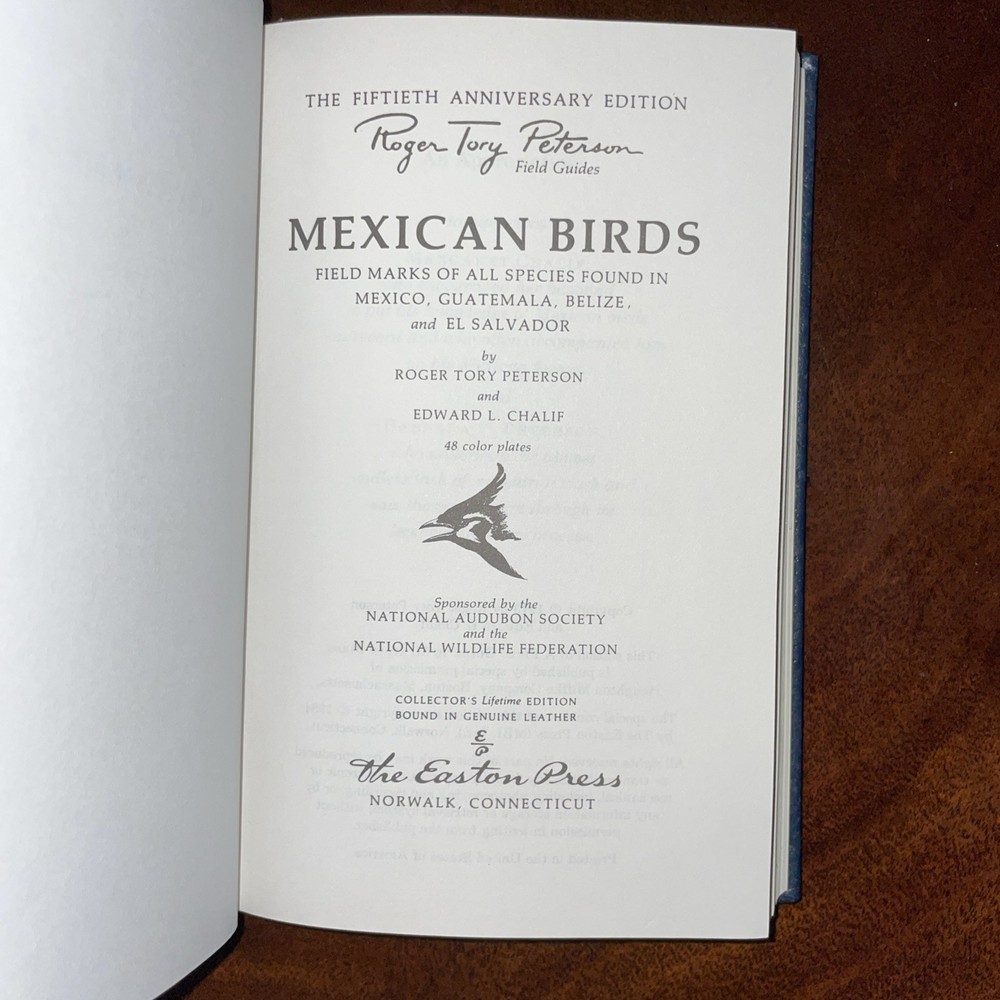 THE FIFTIETH ANNIVERSARY EDITION
Roger Tory Peterson
Field Guides
MEXICAN BIRDS
FIELD MARKS OF ALL SPECIES FOUND IN
MEXICO, GUATEMALA, BELIZE,
and EL SALVADOR
by
ROGER TORY PETERSON
and
EDWARD L. CHALIF
48 color plates
Sponsored by the
NATIONAL AUDUBON SOCIETY
and the
NATIONAL WILDLIFE FEDERATION
COLLECTOR'S Lifetime EDITION
BOUND IN GENUINE LEATHER
E
P
The Easton Press
NORWALK, CONNECTICUT